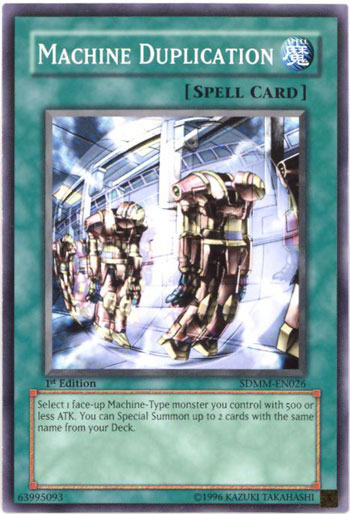 MACHINE DUPLICATION 魔
[SPELL CARD]
1st Edition SDMM-EN026
Select 1 face-up Machine-Type monster you control with 500 or
less ATK. You can Special Summon up to 2 cards with the same
name from your Deck.
63995093 ©1996 KAZUKI TAKAHASHI